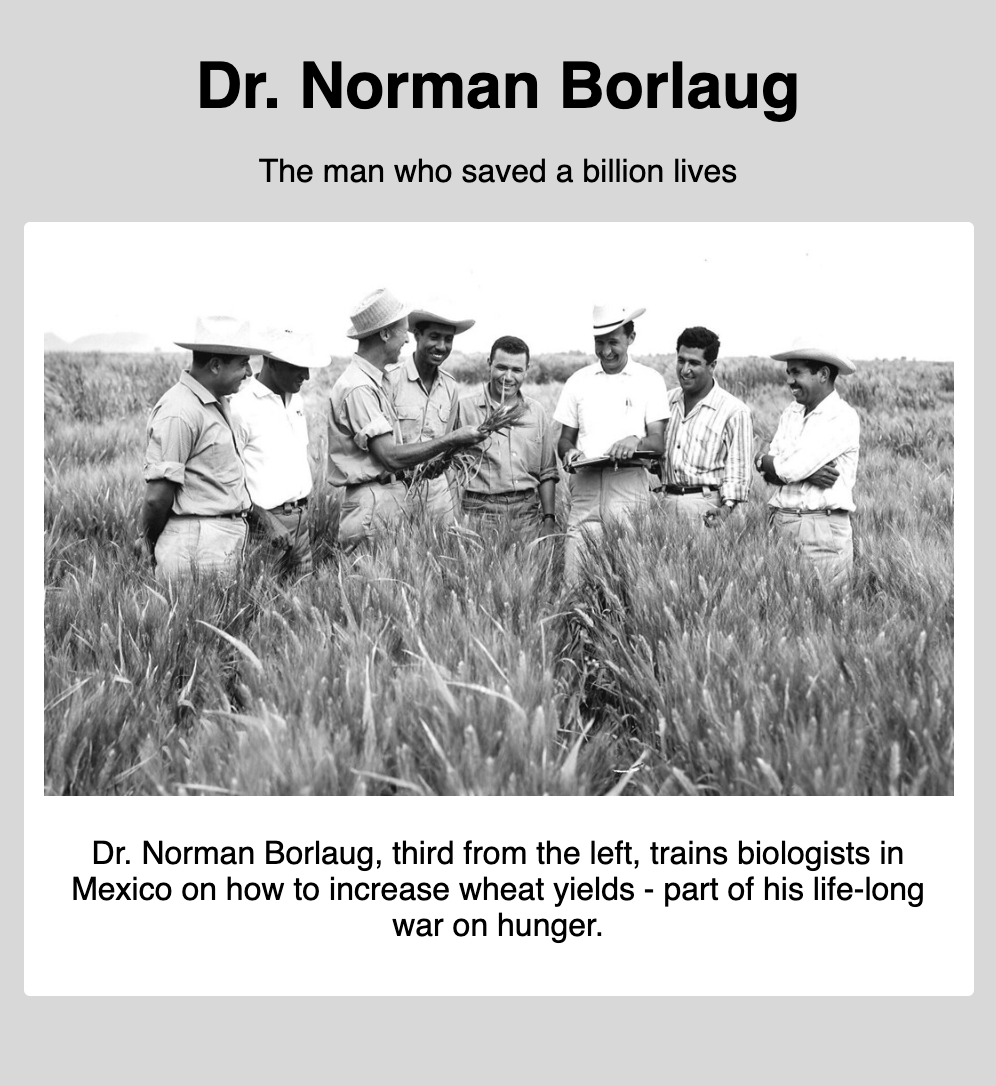 Dr. Norman Borlaug
The man who saved a billion lives
Dr. Norman Borlaug, third from the left, trains biologists in
Mexico on how to increase wheat yields - part of his life-long
war on hunger.